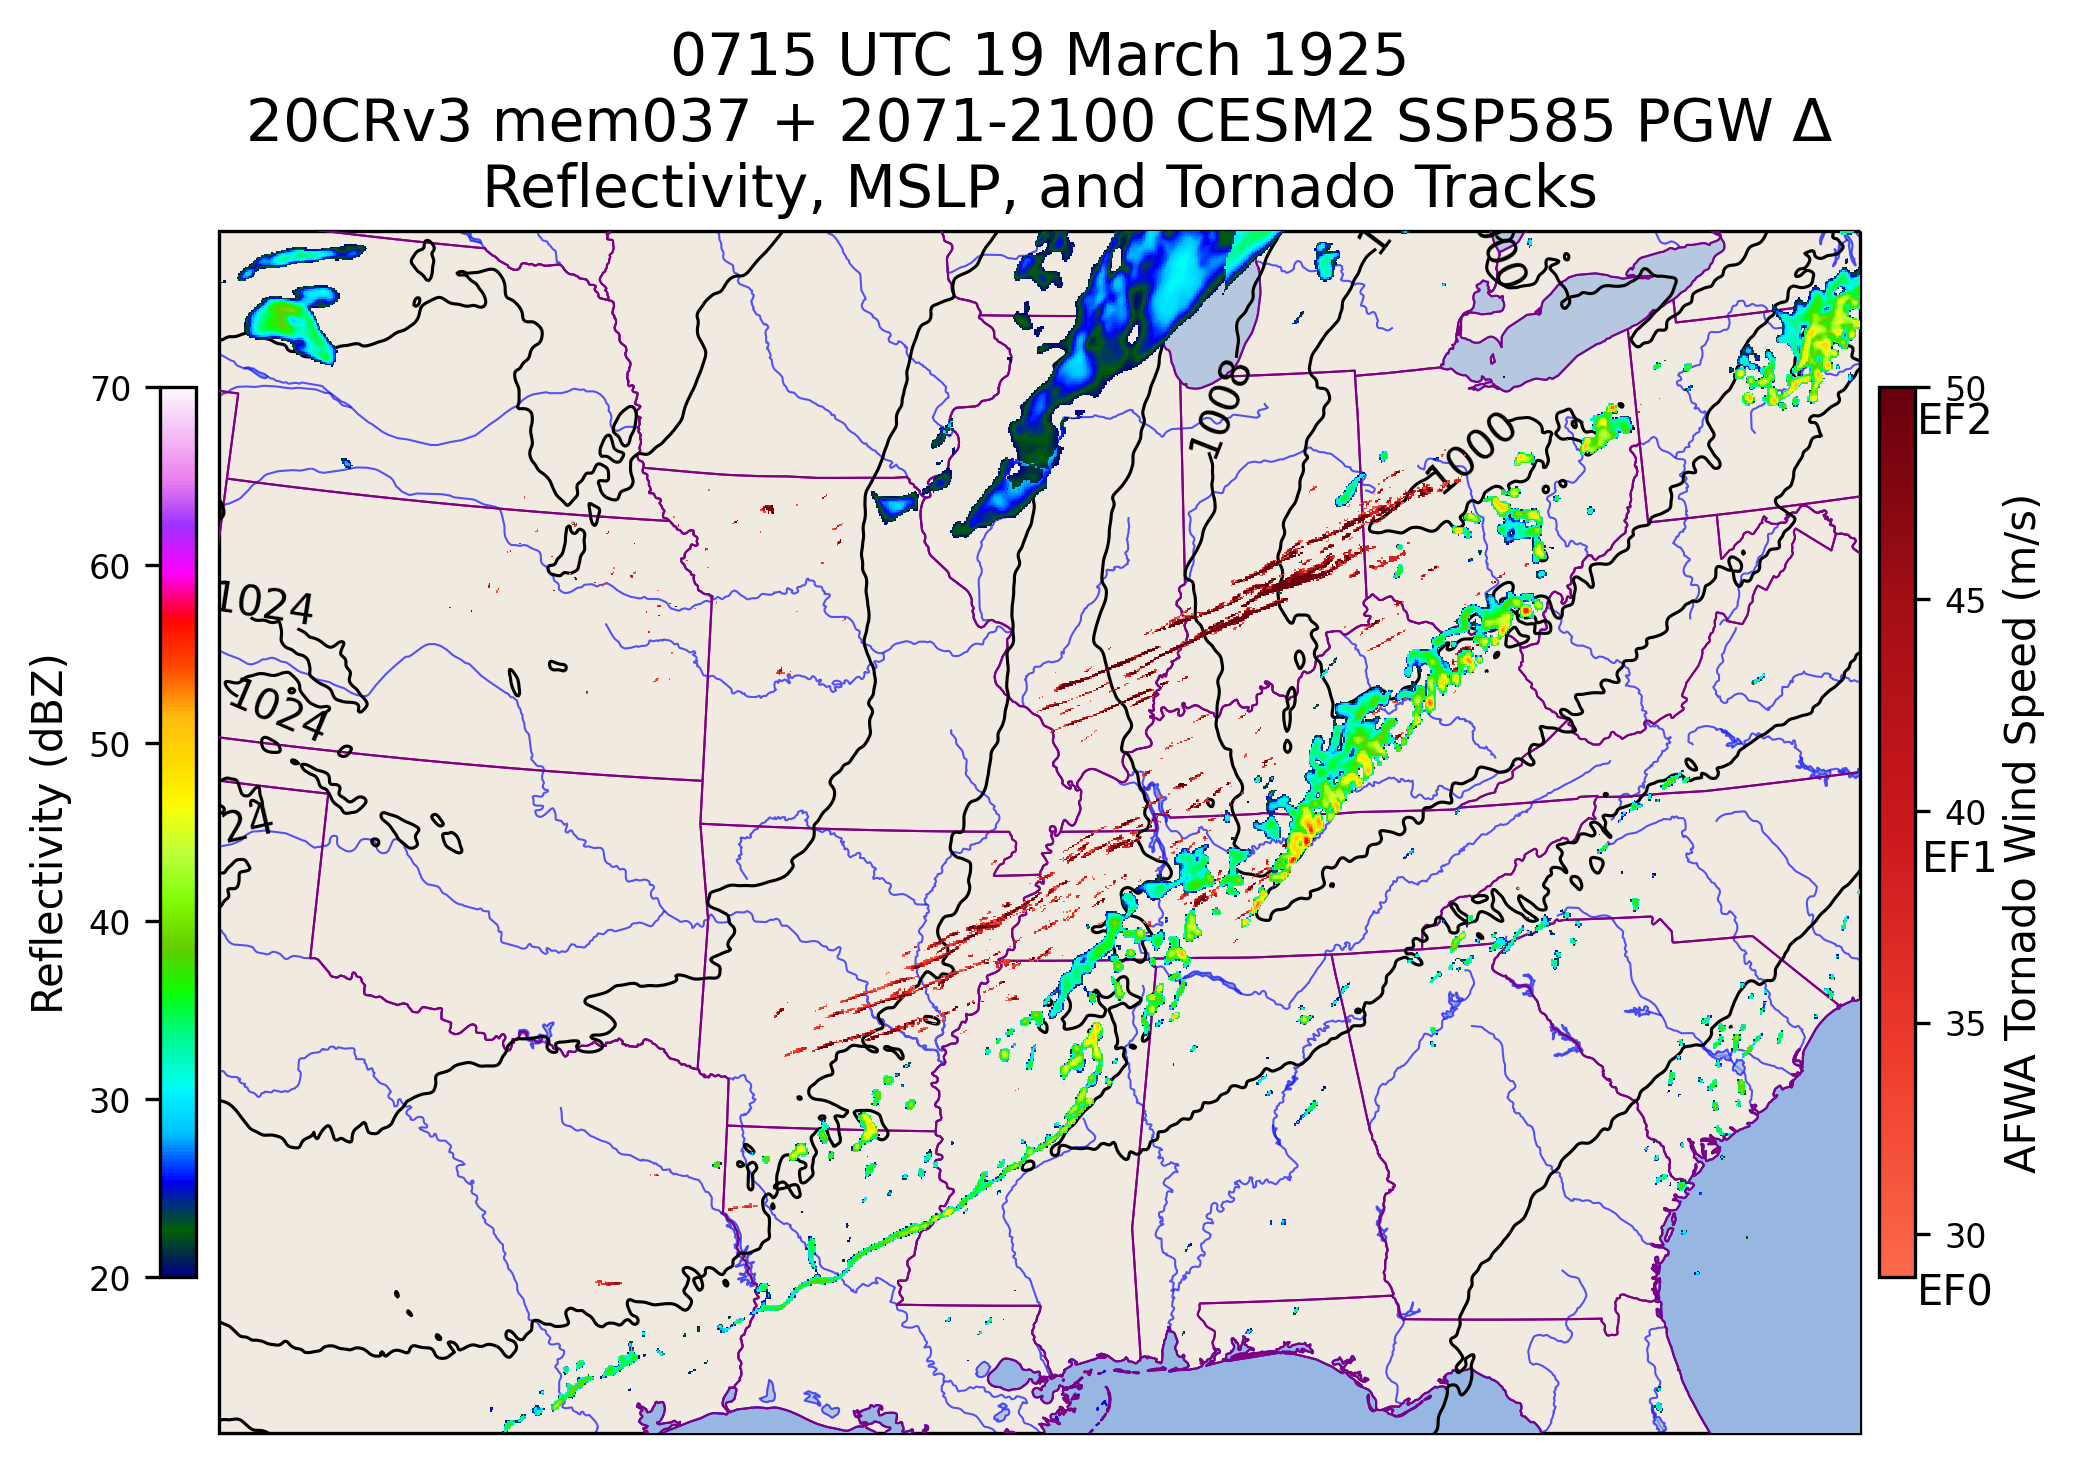 0715 UTC 19 March 1925
20CRv3 mem037 + 2071-2100 CESM2 SSP585 PGW Δ
Reflectivity, MSLP, and Tornado Tracks
Reflectivity (dBZ)
70
60
50
40
30
20
1008
1000
1024
1024
24
50
EF2
45
40
EF1
35
30
EF0
AFWA Tornado Wind Speed (m/s)